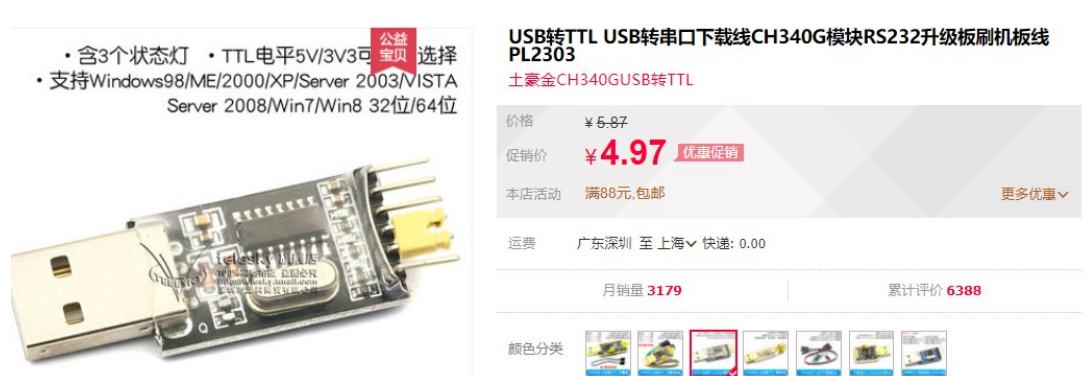 公益
宝贝
·含3个状态灯 ·TTL电平5V/3V3可 选择
·支持Windows98/ME/2000/XP/Server 2003/VISTA
Server 2008/Win7/Win8 32位/64位
telesky 旗舰店
USB转TTL USB转串口下载线CH340G模块RS232升级板刷机板线
PL2303
土豪金CH340GUSB转TTL
价格 ¥5.87
促销价 ¥4.97 优惠促销
本店活动 满88元,包邮 更多优惠
运费 广东深圳 至 上海 快递: 0.00
月销量 3179 累计评价 6388
颜色分类